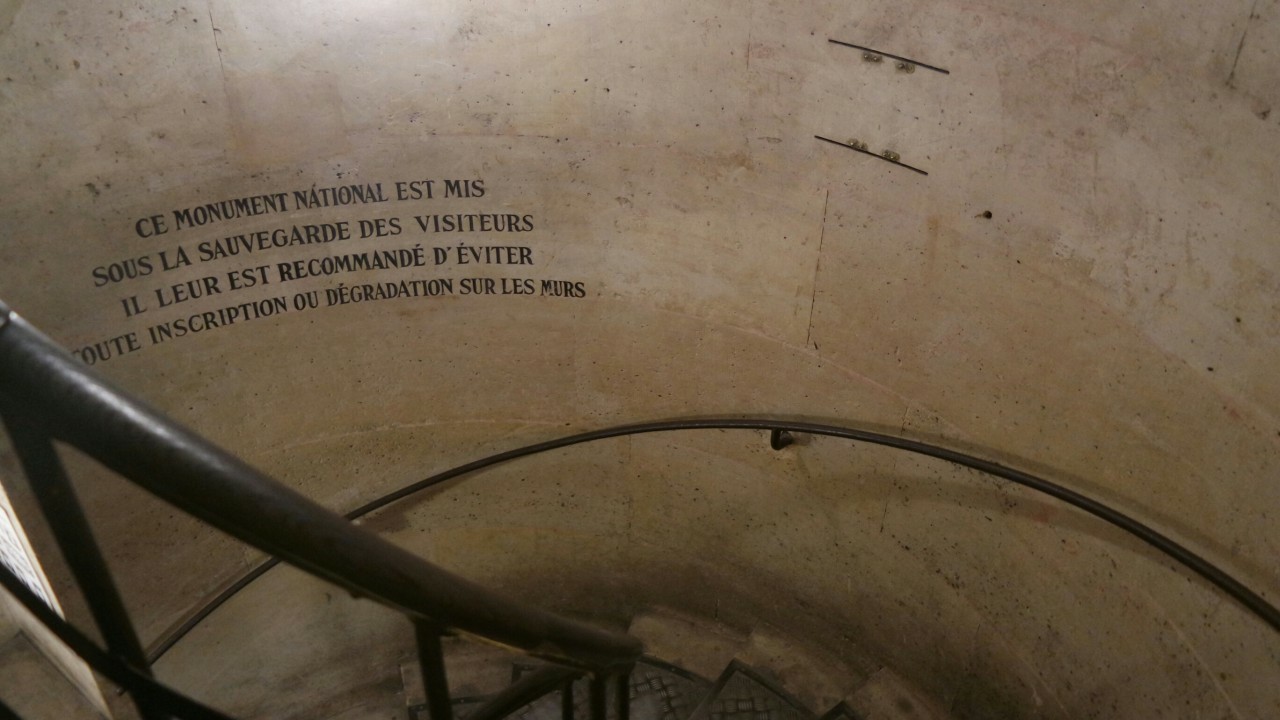 CE MONUMENT NATIONAL EST MIS
SOUS LA SAUVEGARDE DES VISITEURS
IL LEUR EST RECOMMANDÉ D'ÉVITER
TOUTE INSCRIPTION OU DÉGRADATION SUR LES MURS